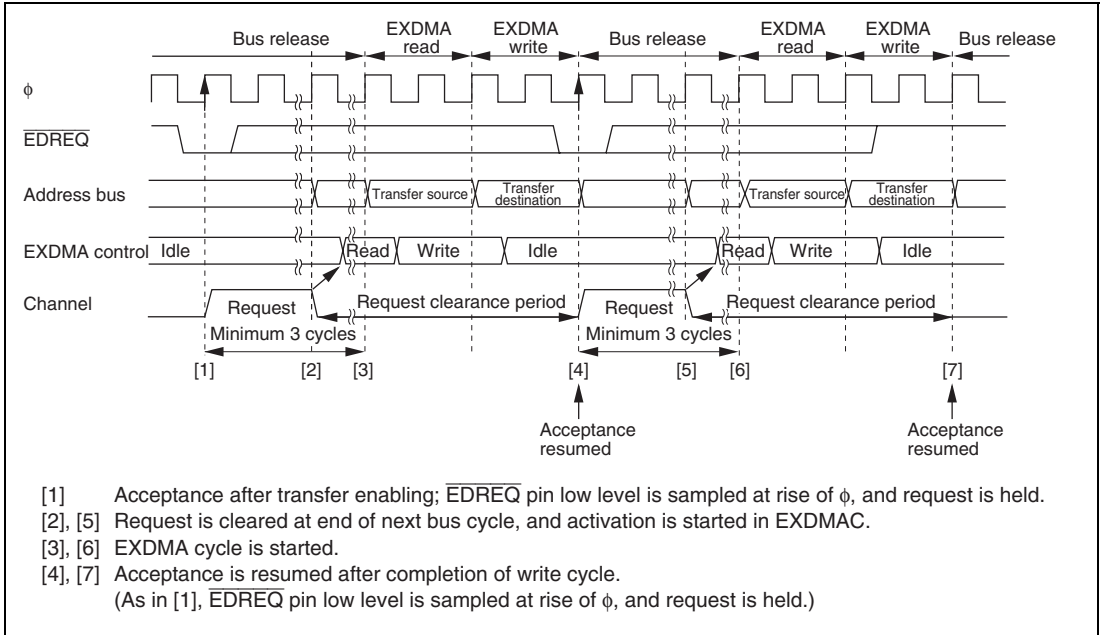 Bus release EXDMA read EXDMA write Bus release EXDMA read EXDMA write Bus release
φ
EDREQ
Address bus Transfer source Transfer destination Transfer source Transfer destination
EXDMA control Idle Read Write Idle Read Write Idle
Channel Request Request clearance period Request Request clearance period
Minimum 3 cycles Minimum 3 cycles
[1] [2] [3] [4] [5] [6] [7]
Acceptance resumed Acceptance resumed
[1] Acceptance after transfer enabling; EDREQ pin low level is sampled at rise of φ, and request is held.
[2], [5] Request is cleared at end of next bus cycle, and activation is started in EXDMAC.
[3], [6] EXDMA cycle is started.
[4], [7] Acceptance is resumed after completion of write cycle.
(As in [1], EDREQ pin low level is sampled at rise of φ, and request is held.)